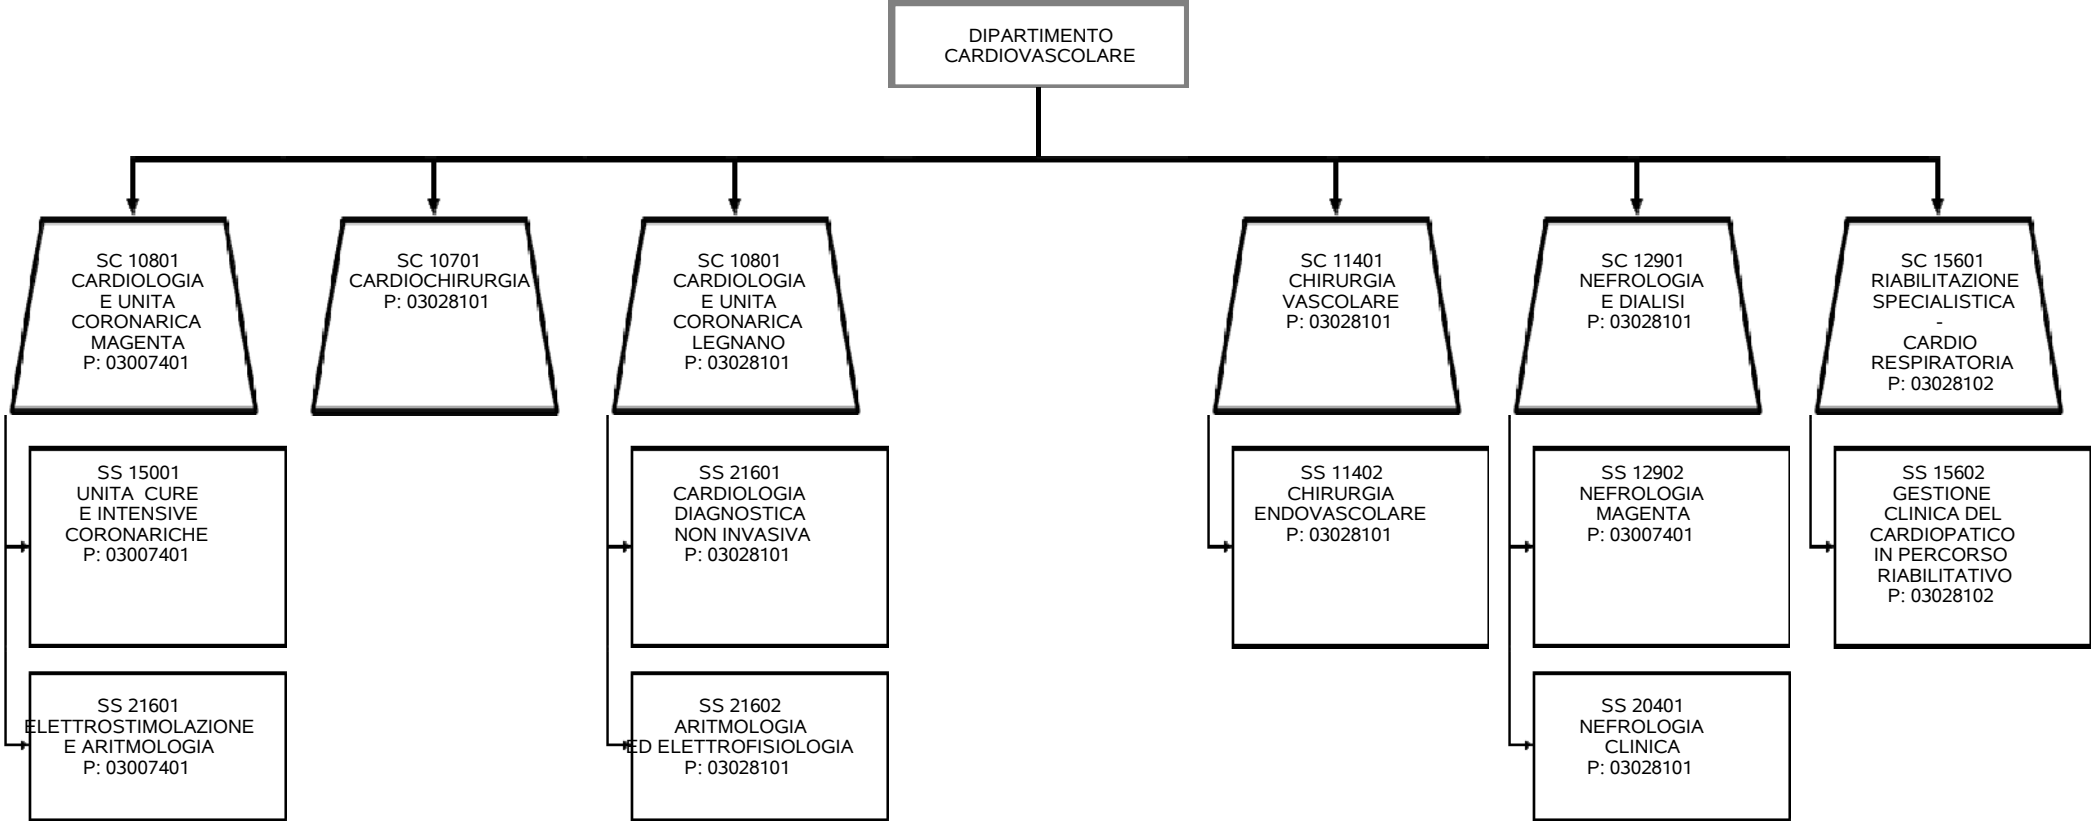 DIPARTIMENTO
CARDIOVASCOLARE
SC 10801
CARDIOLOGIA
E UNITA
CORONARICA
MAGENTA
P: 03007401
SC 10701
CARDIOCHIRURGIA
P: 03028101
SC 10801
CARDIOLOGIA
E UNITA
CORONARICA
LEGNANO
P: 03028101
SC 11401
CHIRURGIA
VASCOLARE
P: 03028101
SC 12901
NEFROLOGIA
E DIALISI
P: 03028101
SC 15601
RIABILITAZIONE
SPECIALISTICA
-
CARDIO
RESPIRATORIA
P: 03028102
SS 15001
UNITA CURE
E INTENSIVE
CORONARICHE
P: 03007401
SS 21601
CARDIOLOGIA
DIAGNOSTICA
NON INVASIVA
P: 03028101
SS 11402
CHIRURGIA
ENDOVASCOLARE
P: 03028101
SS 12902
NEFROLOGIA
MAGENTA
P: 03007401
SS 15602
GESTIONE
CLINICA DEL
CARDIOPATICO
IN PERCORSO
RIABILITATIVO
P: 03028102
SS 21601
ELETTROSTIMOLAZIONE
E ARITMOLOGIA
P: 03007401
SS 21602
ARITMOLOGIA
ED ELETTROFISIOLOGIA
P: 03028101
SS 20401
NEFROLOGIA
CLINICA
P: 03028101